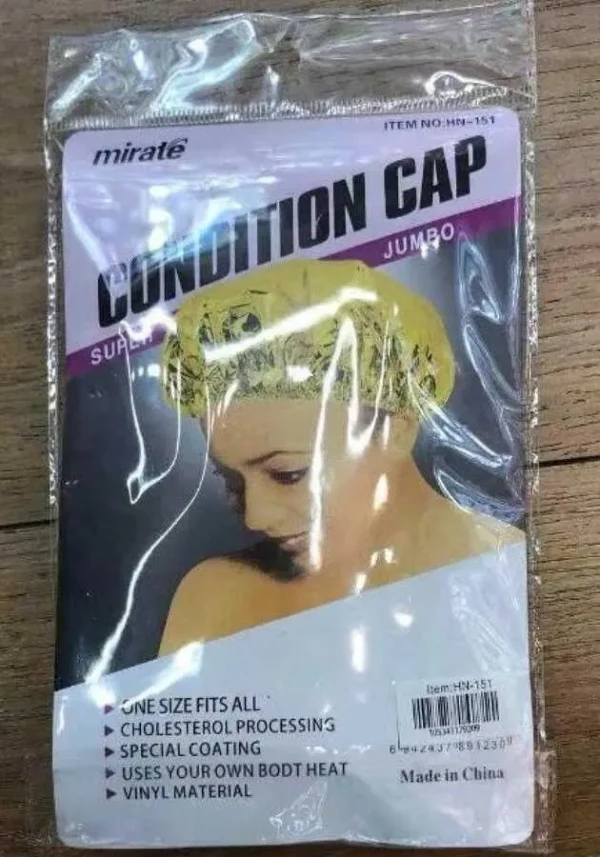 ITEM NO:HN-151
mirate
CONDITION CAP
SUPER JUMBO
ONE SIZE FITS ALL
CHOLESTEROL PROCESSING
SPECIAL COATING
USES YOUR OWN BODT HEAT
VINYL MATERIAL
Item:HN-151
Made in China